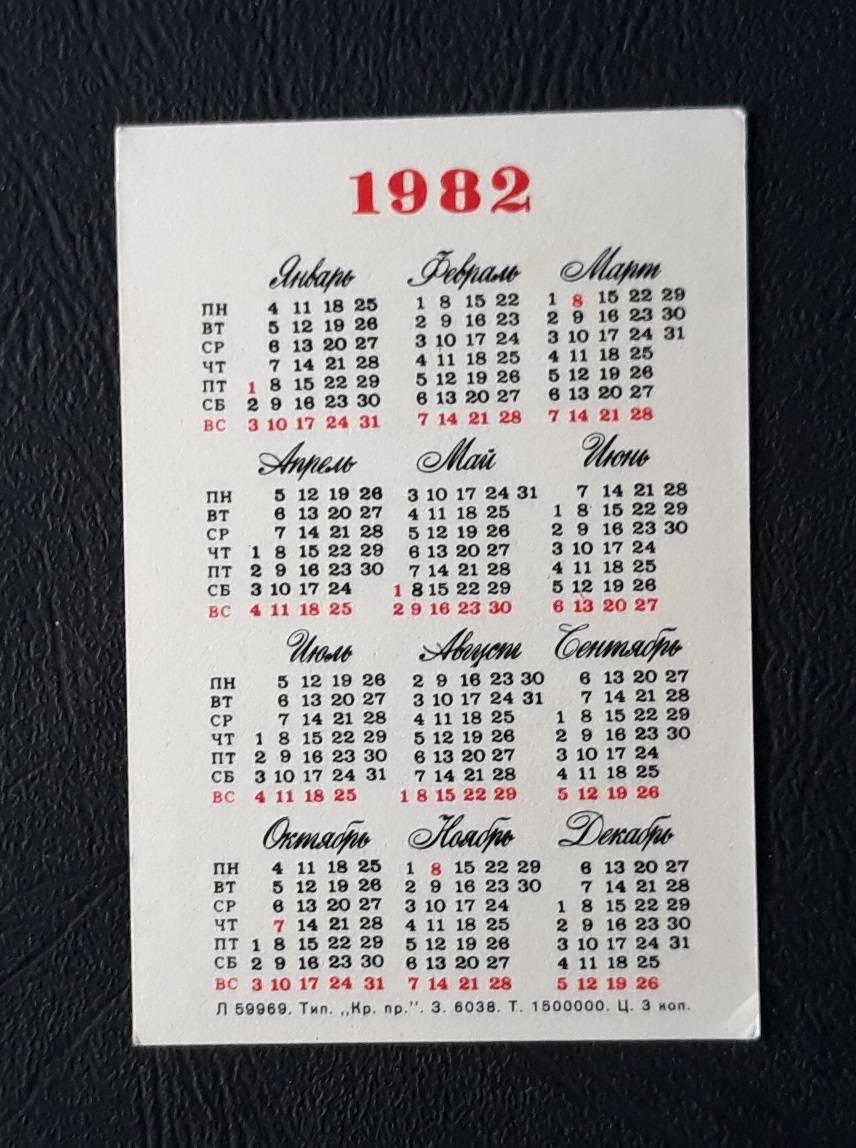 1982
Январь Февраль Март
ПН 4 11 18 25 1 8 15 22 1 8 15 22 29
ВТ 5 12 19 26 2 9 16 23 2 9 16 23 30
СР 6 13 20 27 3 10 17 24 3 10 17 24 31
ЧТ 7 14 21 28 4 11 18 25 4 11 18 25
ПТ 1 8 15 22 29 5 12 19 26 5 12 19 26
СБ 2 9 16 23 30 6 13 20 27 6 13 20 27
ВС 3 10 17 24 31 7 14 21 28 7 14 21 28
Апрель Май Июнь
ПН 5 12 19 26 3 10 17 24 31 7 14 21 28
ВТ 6 13 20 27 4 11 18 25 1 8 15 22 29
СР 7 14 21 28 5 12 19 26 2 9 16 23 30
ЧТ 1 8 15 22 29 6 13 20 27 3 10 17 24
ПТ 2 9 16 23 30 7 14 21 28 4 11 18 25
СБ 3 10 17 24 1 8 15 22 29 5 12 19 26
ВС 4 11 18 25 2 9 16 23 30 6 13 20 27
Июль Август Сентябрь
ПН 5 12 19 26 2 9 16 23 30 6 13 20 27
ВТ 6 13 20 27 3 10 17 24 31 7 14 21 28
СР 7 14 21 28 4 11 18 25 1 8 15 22 29
ЧТ 1 8 15 22 29 5 12 19 26 2 9 16 23 30
ПТ 2 9 16 23 30 6 13 20 27 3 10 17 24
СБ 3 10 17 24 31 7 14 21 28 4 11 18 25
ВС 4 11 18 25 1 8 15 22 29 5 12 19 26
Октябрь Ноябрь Декабрь
ПН 4 11 18 25 1 8 15 22 29 6 13 20 27
ВТ 5 12 19 26 2 9 16 23 30 7 14 21 28
СР 6 13 20 27 3 10 17 24 1 8 15 22 29
ЧТ 7 14 21 28 4 11 18 25 2 9 16 23 30
ПТ 1 8 15 22 29 5 12 19 26 3 10 17 24 31
СБ 2 9 16 23 30 6 13 20 27 4 11 18 25
ВС 3 10 17 24 31 7 14 21 28 5 12 19 26
Л 59969. Тип. „Кр. пр.". З. 6038. Т. 1500000. Ц. 3 коп.